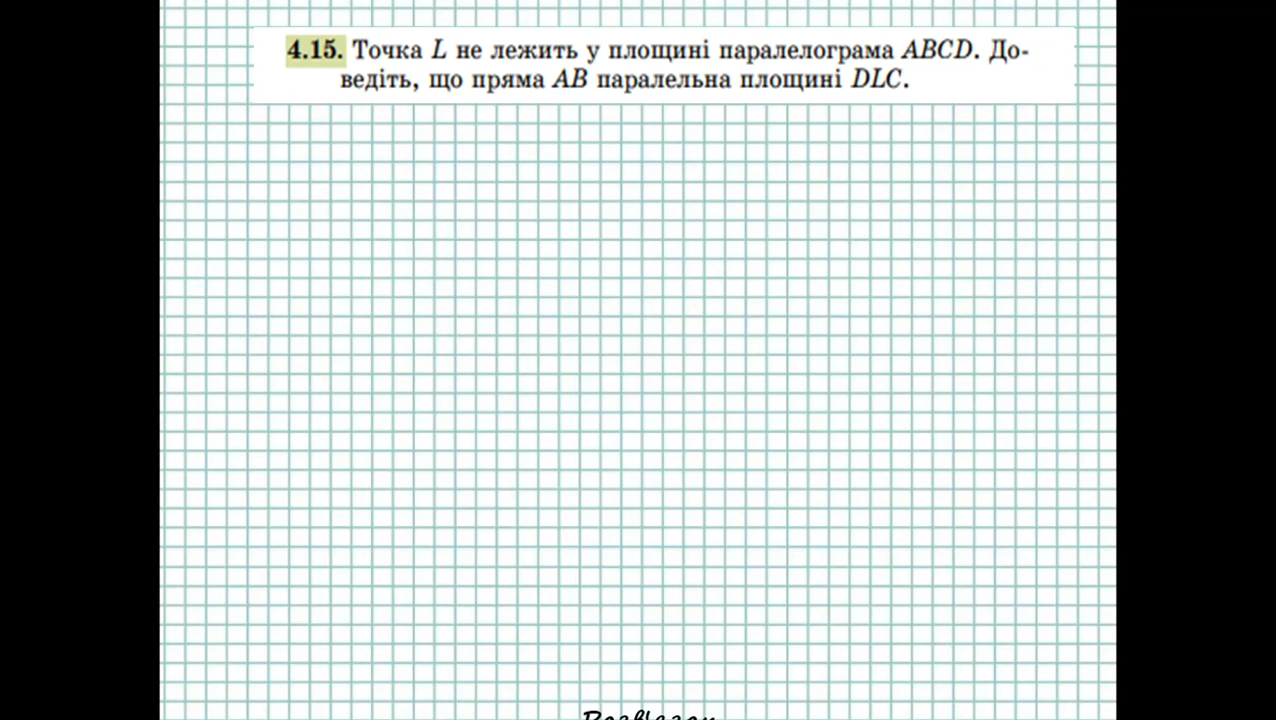 4.15. Точка L не лежить у площині паралелограма ABCD. До-
ведіть, що пряма AB паралельна площині DLC.